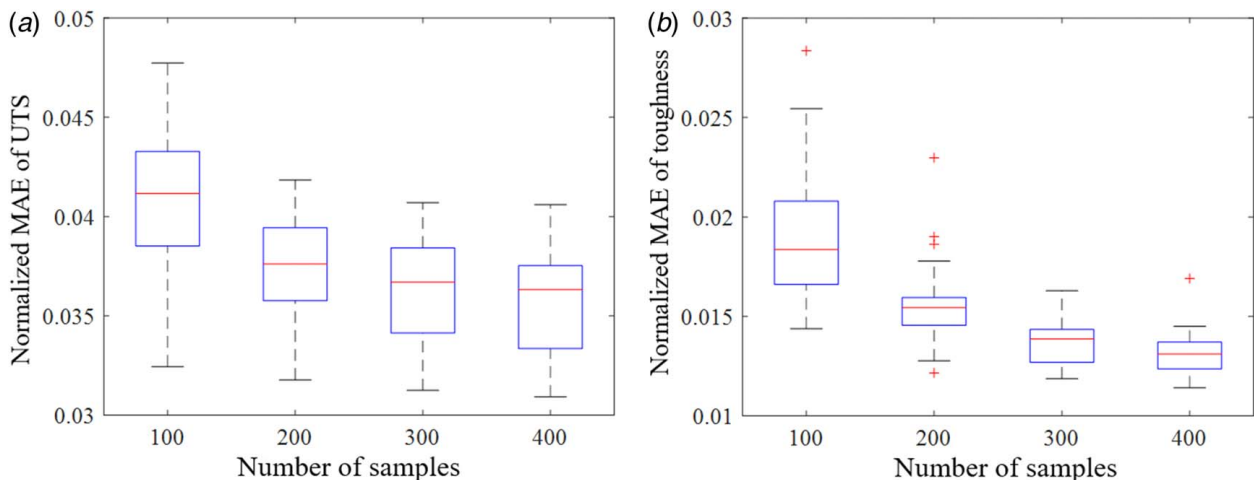 (a)
0.05
0.045
0.04
0.035
0.03
Normalized MAE of UTS
100 200 300 400
Number of samples
(b)
0.03
0.025
0.02
0.015
0.01
Normalized MAE of toughness
100 200 300 400
Number of samples